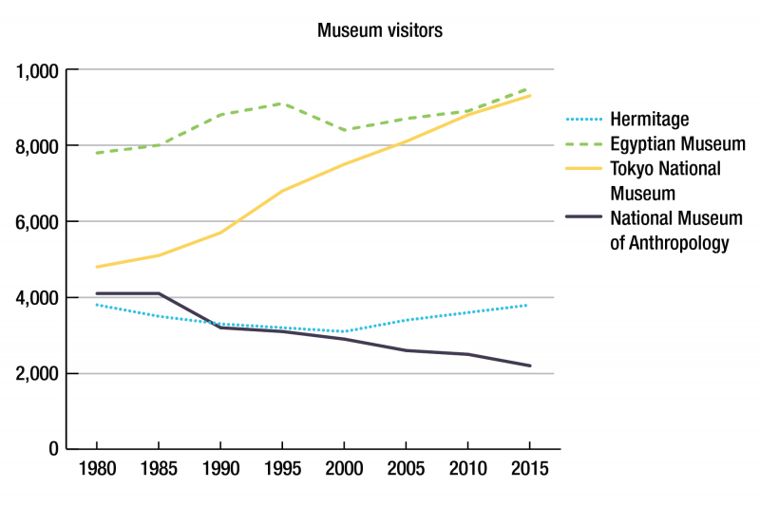 Museum visitors
1,000
8,000
6,000
4,000
2,000
0
1980 1985 1990 1995 2000 2005 2010 2015
Hermitage
Egyptian Museum
Tokyo National
Museum
National Museum
of Anthropology